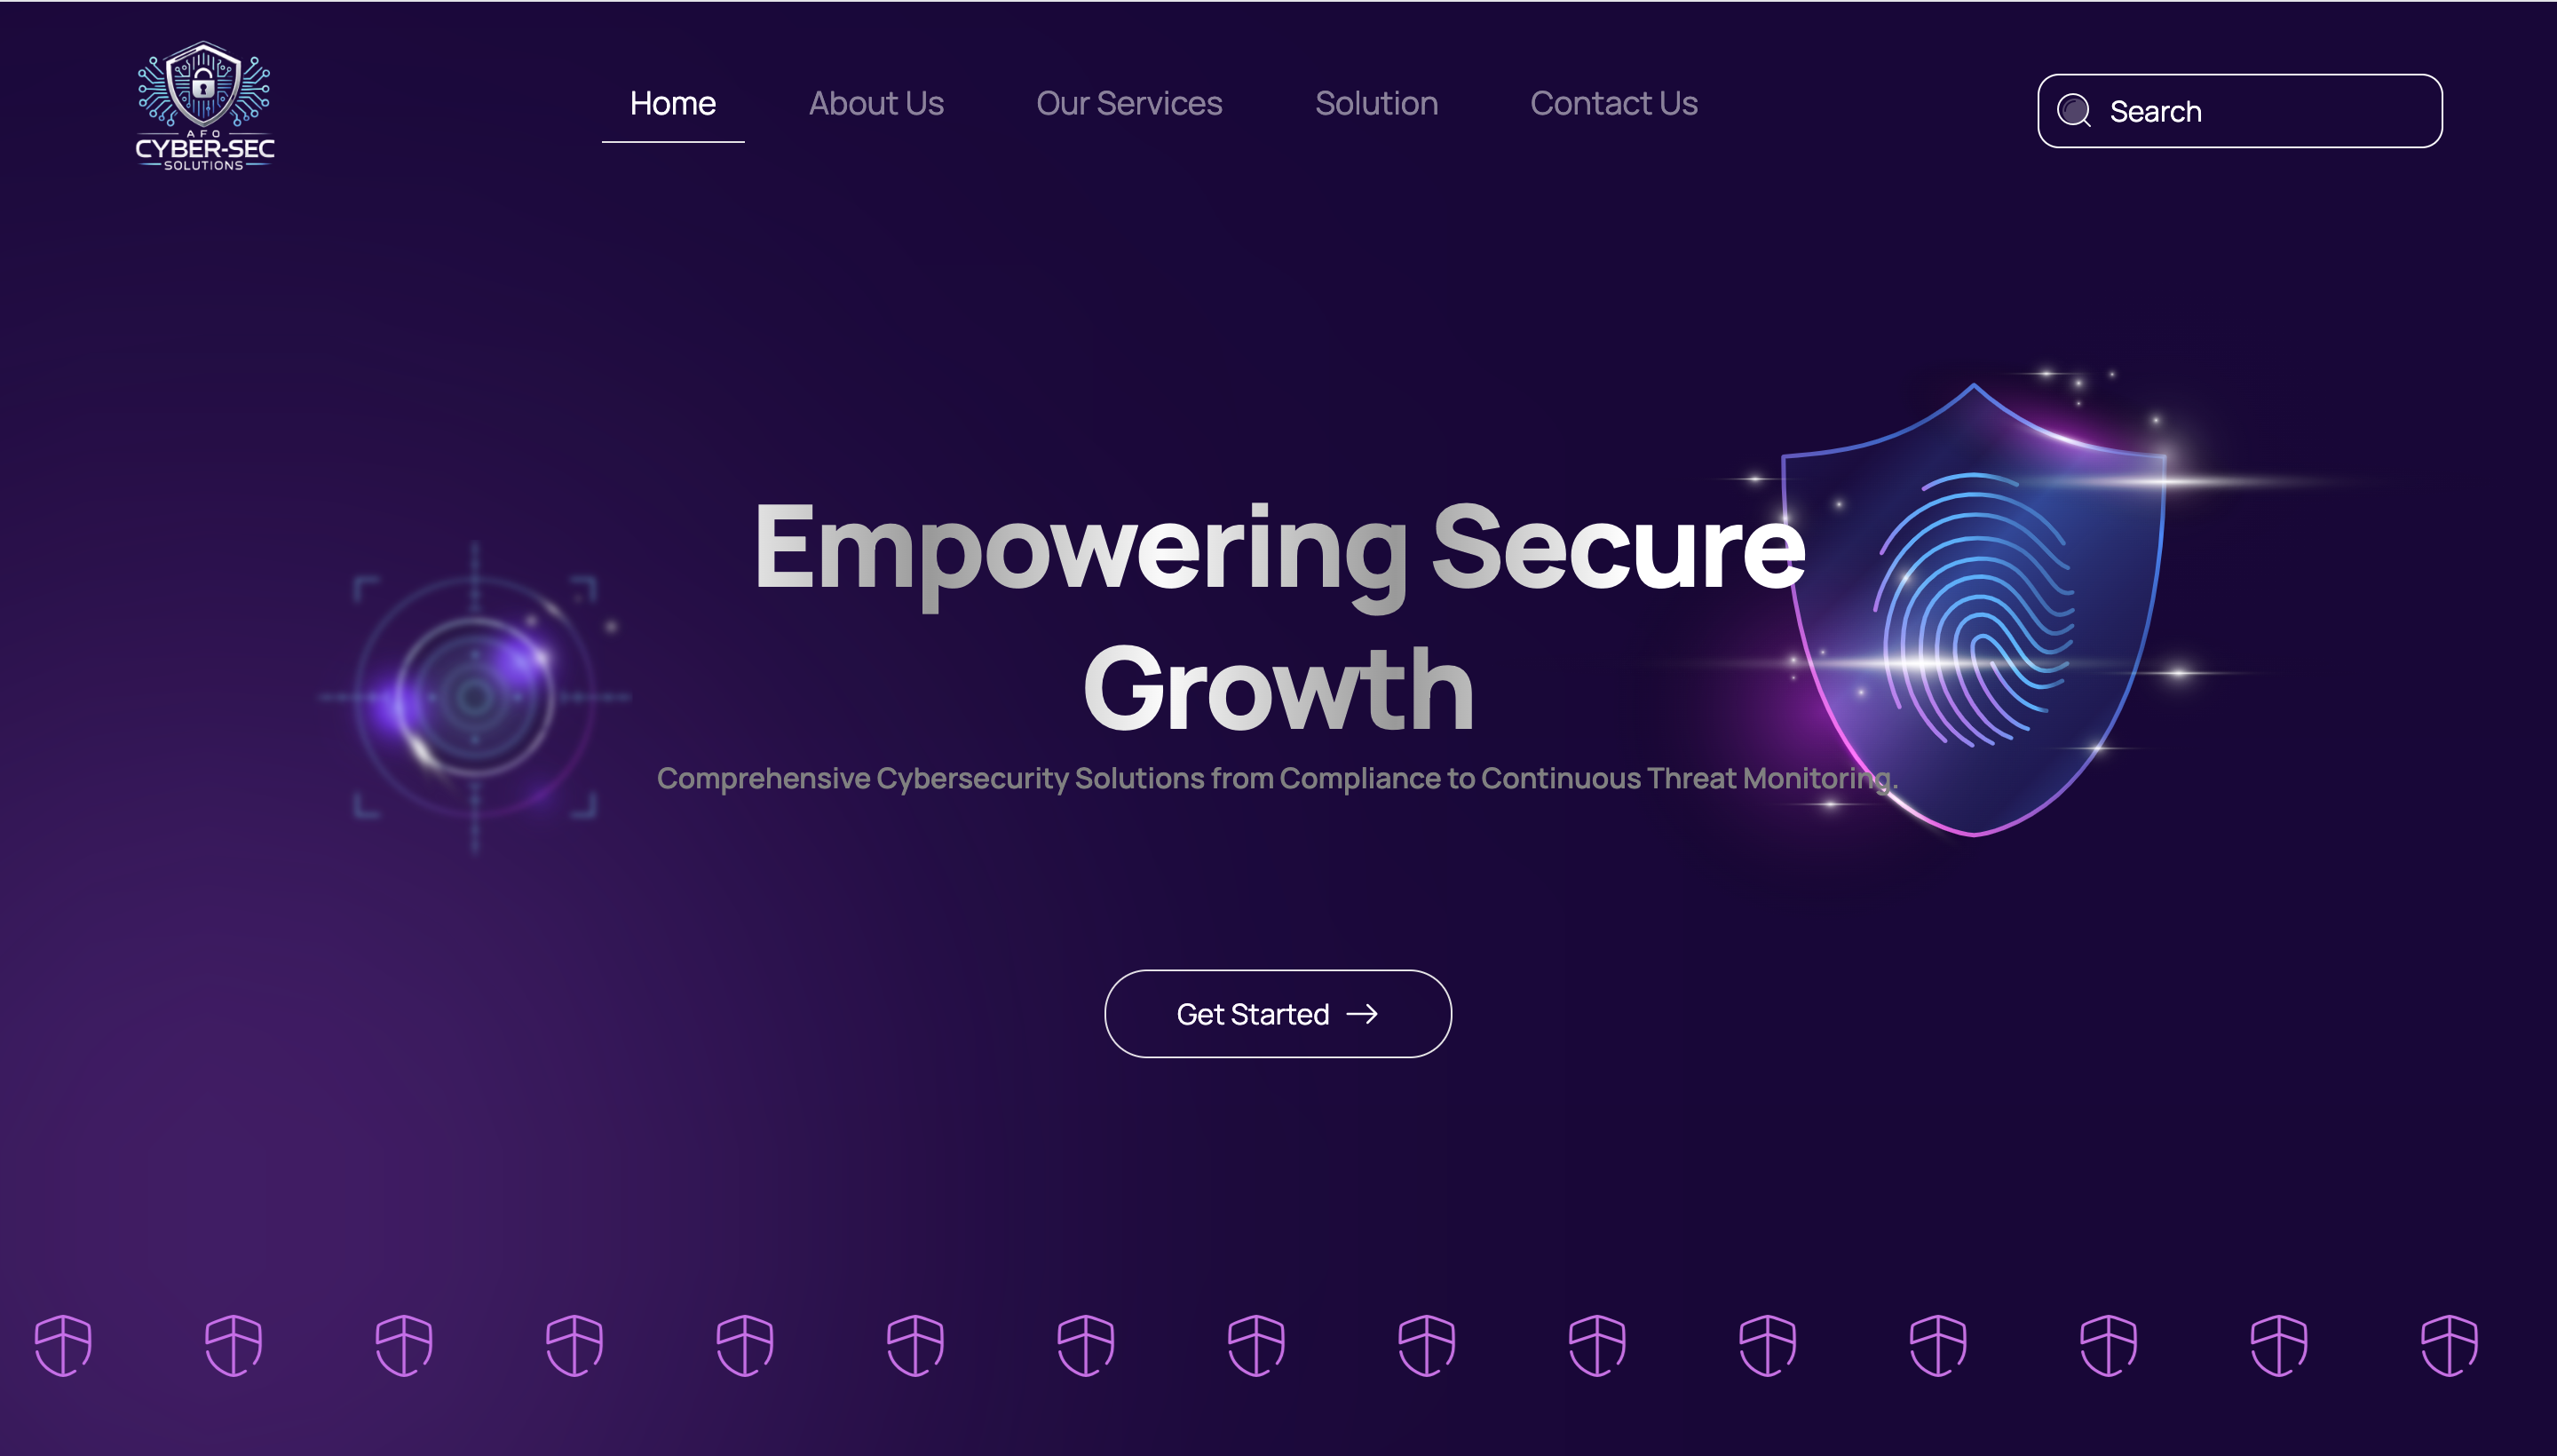 AFO
CYBER-SEC
SOLUTIONS
Home
About Us
Our Services
Solution
Contact Us
Search
Empowering Secure
Growth
Comprehensive Cybersecurity Solutions from Compliance to Continuous Threat Monitoring.
Get Started